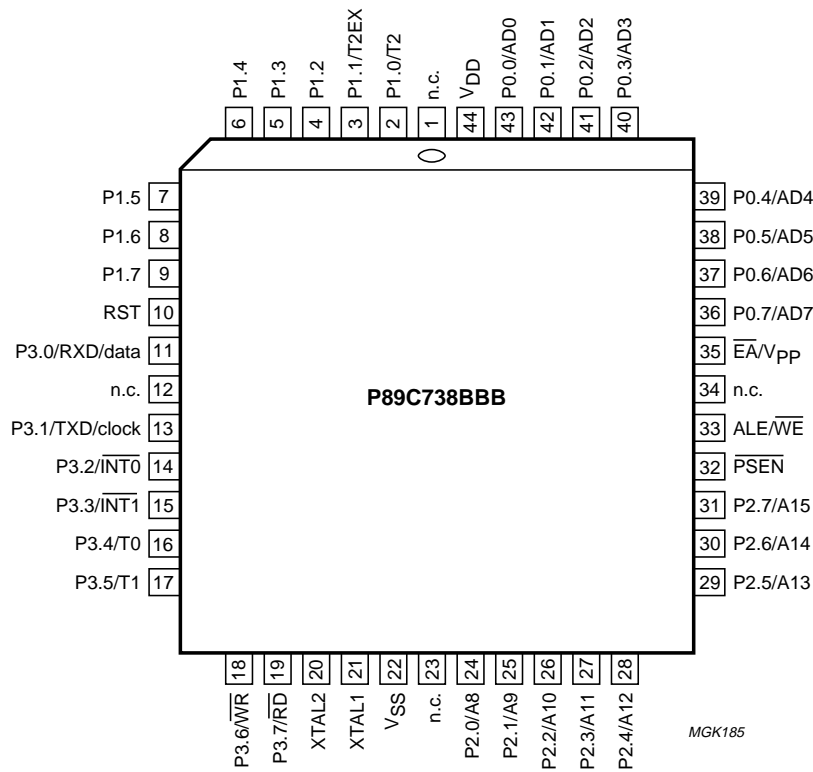 P1.4
P1.3
P1.2
P1.1/T2EX
P1.0/T2
n.c.
VDD
P0.0/AD0
P0.1/AD1
P0.2/AD2
P0.3/AD3
6
5
4
3
2
1
44
43
42
41
40
P1.5 7
39 P0.4/AD4
P1.6 8
38 P0.5/AD5
P1.7 9
37 P0.6/AD6
RST 10
36 P0.7/AD7
P3.0/RXD/data 11
35 E̅A̅/VPP
n.c. 12
P89C738BBB
34 n.c.
P3.1/TXD/clock 13
33 ALE/W̅E̅
P3.2/I̅N̅T̅0̅ 14
32 P̅S̅E̅N̅
P3.3/I̅N̅T̅1̅ 15
31 P2.7/A15
P3.4/T0 16
30 P2.6/A14
P3.5/T1 17
29 P2.5/A13
18
19
20
21
22
23
24
25
26
27
28
P3.6/W̅R̅
P3.7/R̅D̅
XTAL2
XTAL1
VSS
n.c.
P2.0/A8
P2.1/A9
P2.2/A10
P2.3/A11
P2.4/A12
MGK185